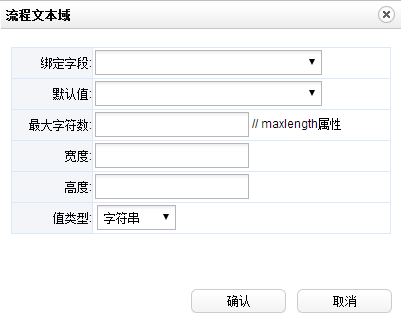 流程文本域
绑定字段:
默认值:
最大字符数: // maxlength属性
宽度:
高度:
值类型: 字符串
确认 取消